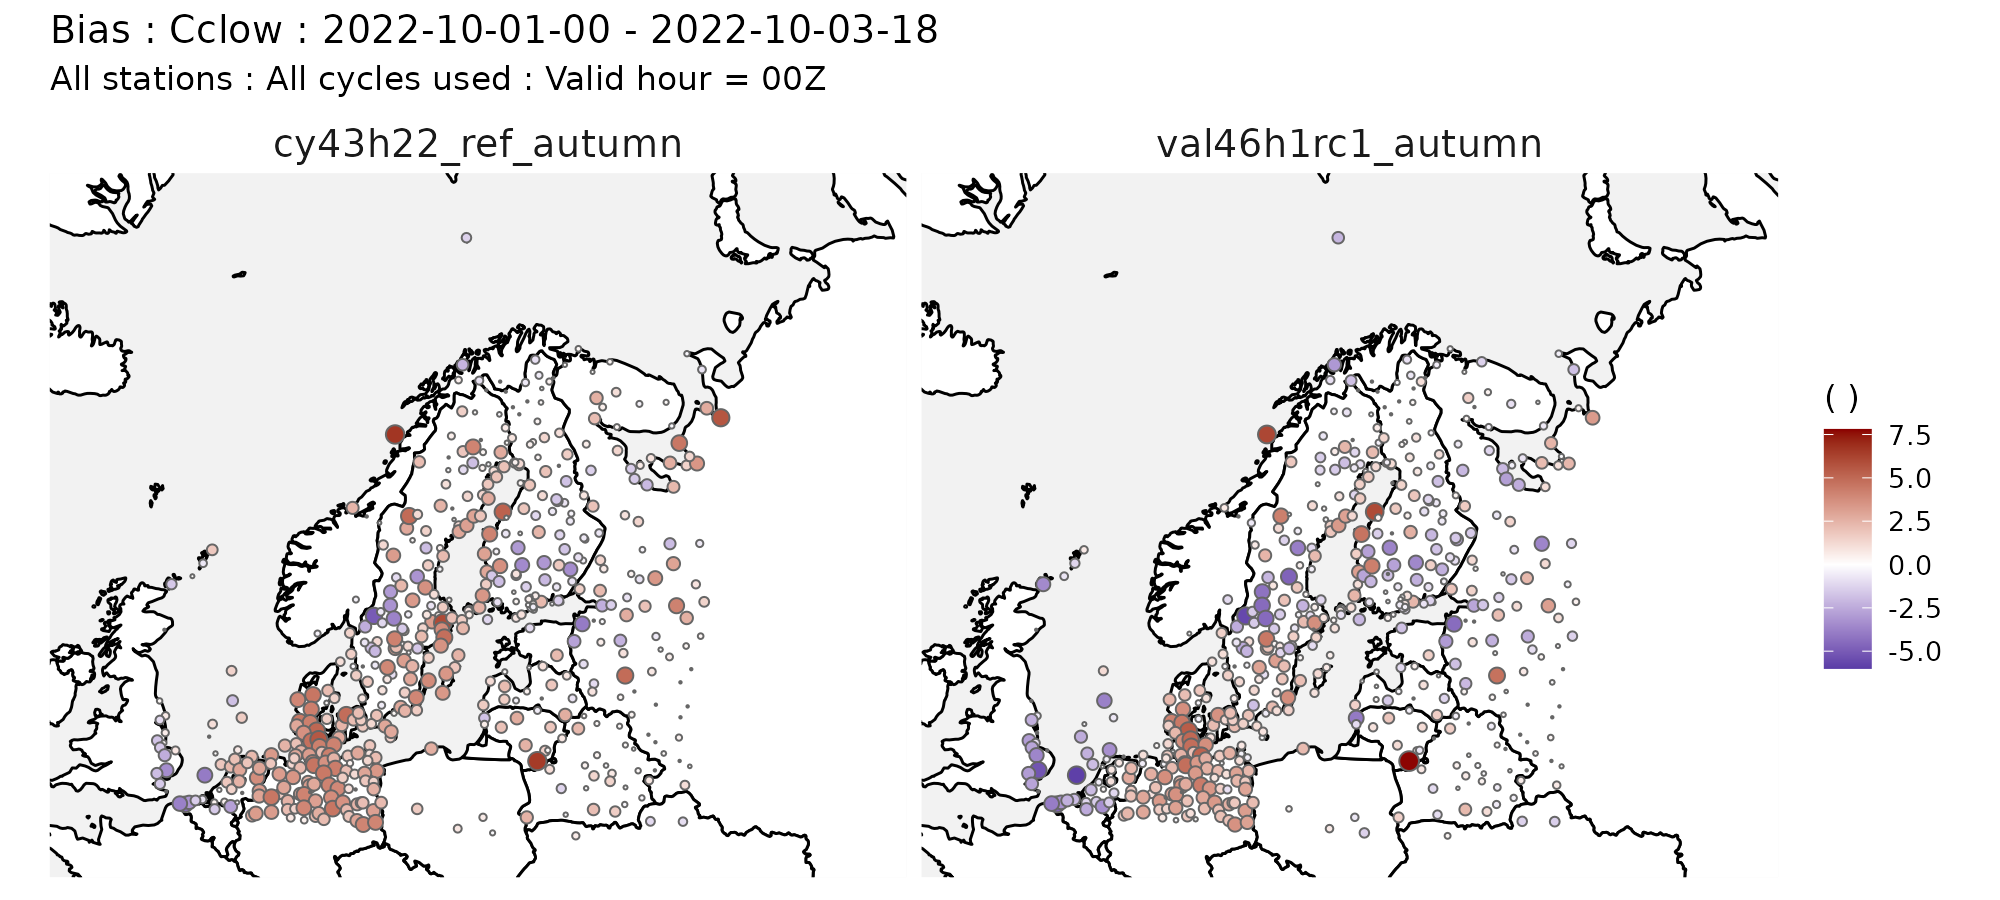 Bias : Cclow : 2022-10-01-00 - 2022-10-03-18
All stations : All cycles used : Valid hour = 00Z
cy43h22_ref_autumn
val46h1rc1_autumn
( )
7.5
5.0
2.5
0.0
-2.5
-5.0